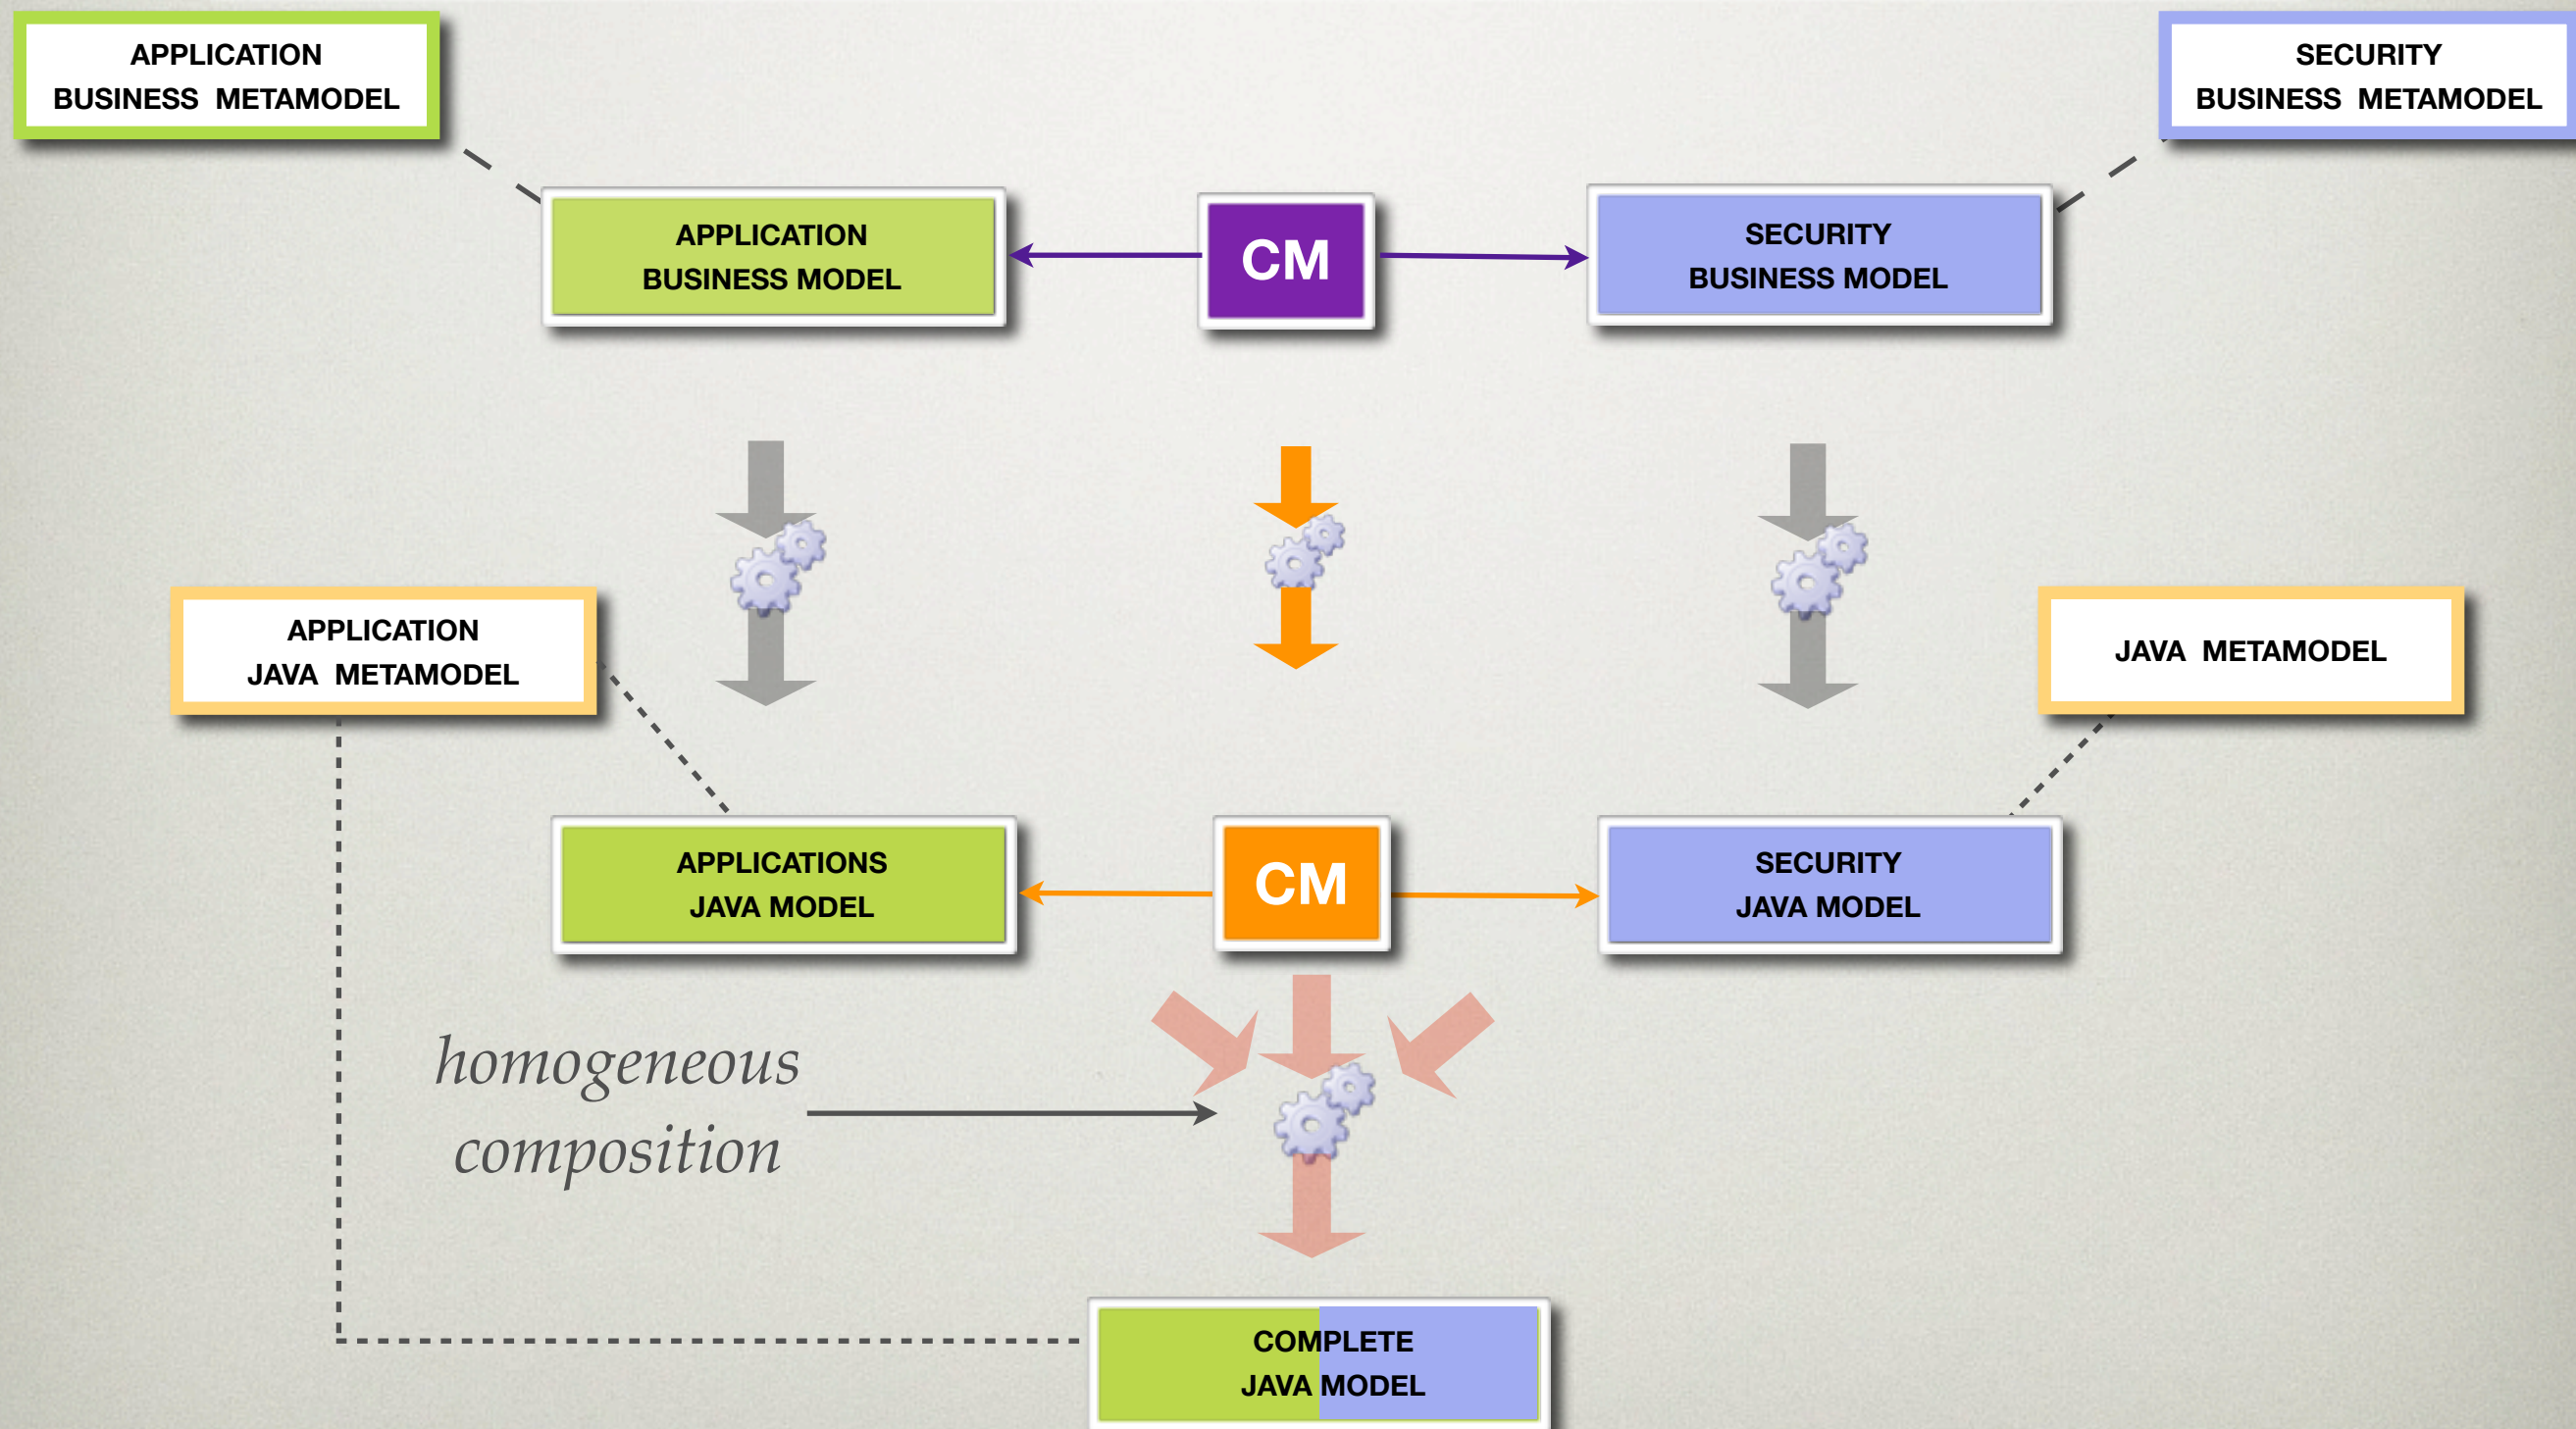 APPLICATION
BUSINESS METAMODEL
SECURITY
BUSINESS METAMODEL
APPLICATION
BUSINESS MODEL
CM
SECURITY
BUSINESS MODEL
APPLICATION
JAVA METAMODEL
JAVA METAMODEL
APPLICATIONS
JAVA MODEL
CM
SECURITY
JAVA MODEL
homogeneous
composition
COMPLETE
JAVA MODEL